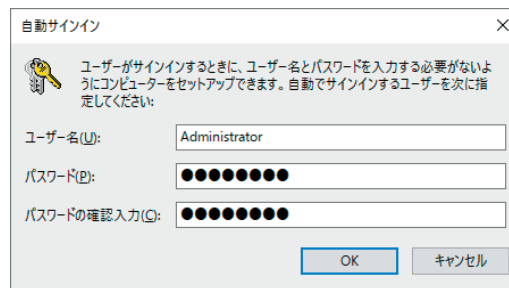 自動サインイン
ユーザーがサインインするときに、ユーザー名とパスワードを入力する必要がないよ
うにコンピューターをセットアップできます。自動でサインインするユーザーを次に指
定してください:
ユーザー名(U):
Administrator
パスワード(P):
●●●●●●●●
パスワードの確認入力(C):
●●●●●●●●
OK
キャンセル